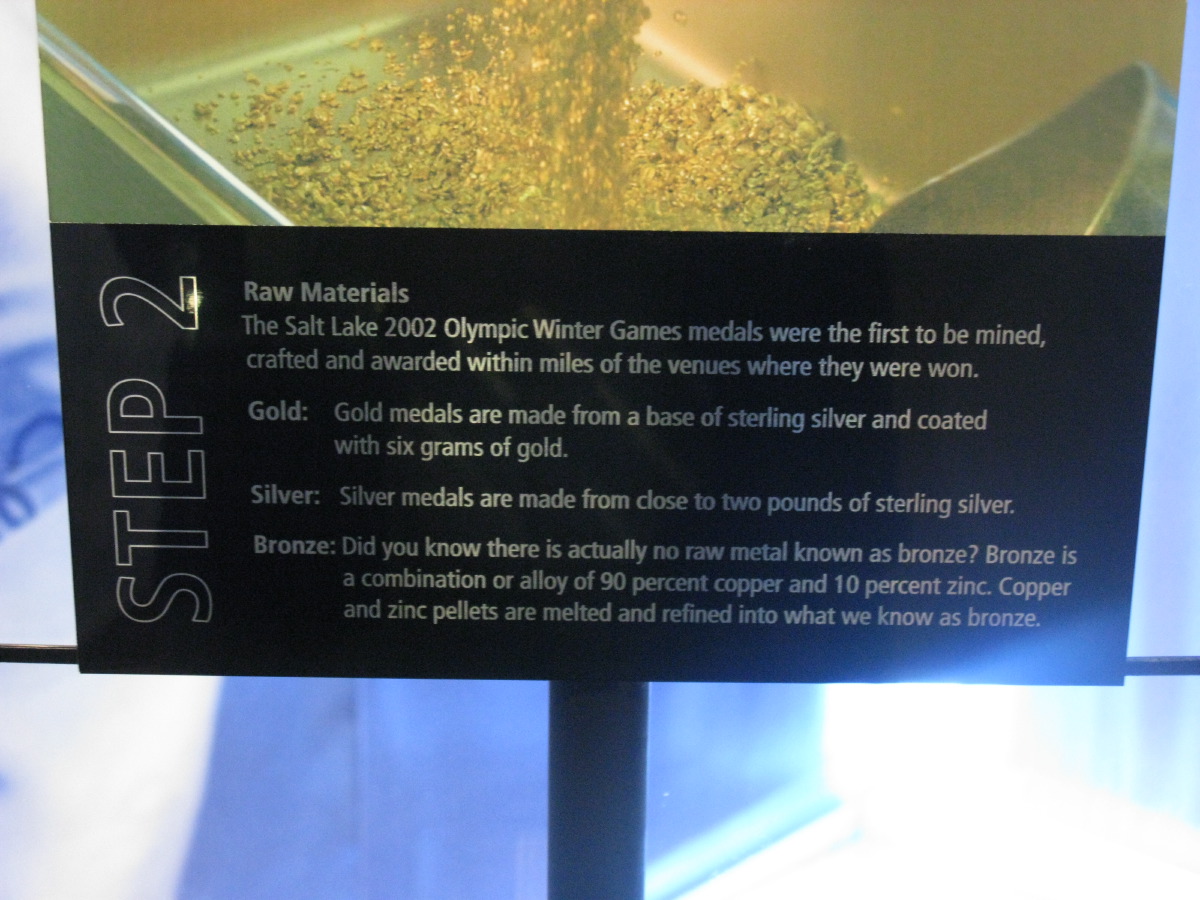 STEP 2
Raw Materials
The Salt Lake 2002 Olympic Winter Games medals were the first to be mined,
crafted and awarded within miles of the venues where they were won.
Gold: Gold medals are made from a base of sterling silver and coated
with six grams of gold.
Silver: Silver medals are made from close to two pounds of sterling silver.
Bronze: Did you know there is actually no raw metal known as bronze? Bronze is
a combination or alloy of 90 percent copper and 10 percent zinc. Copper
and zinc pellets are melted and refined into what we know as bronze.